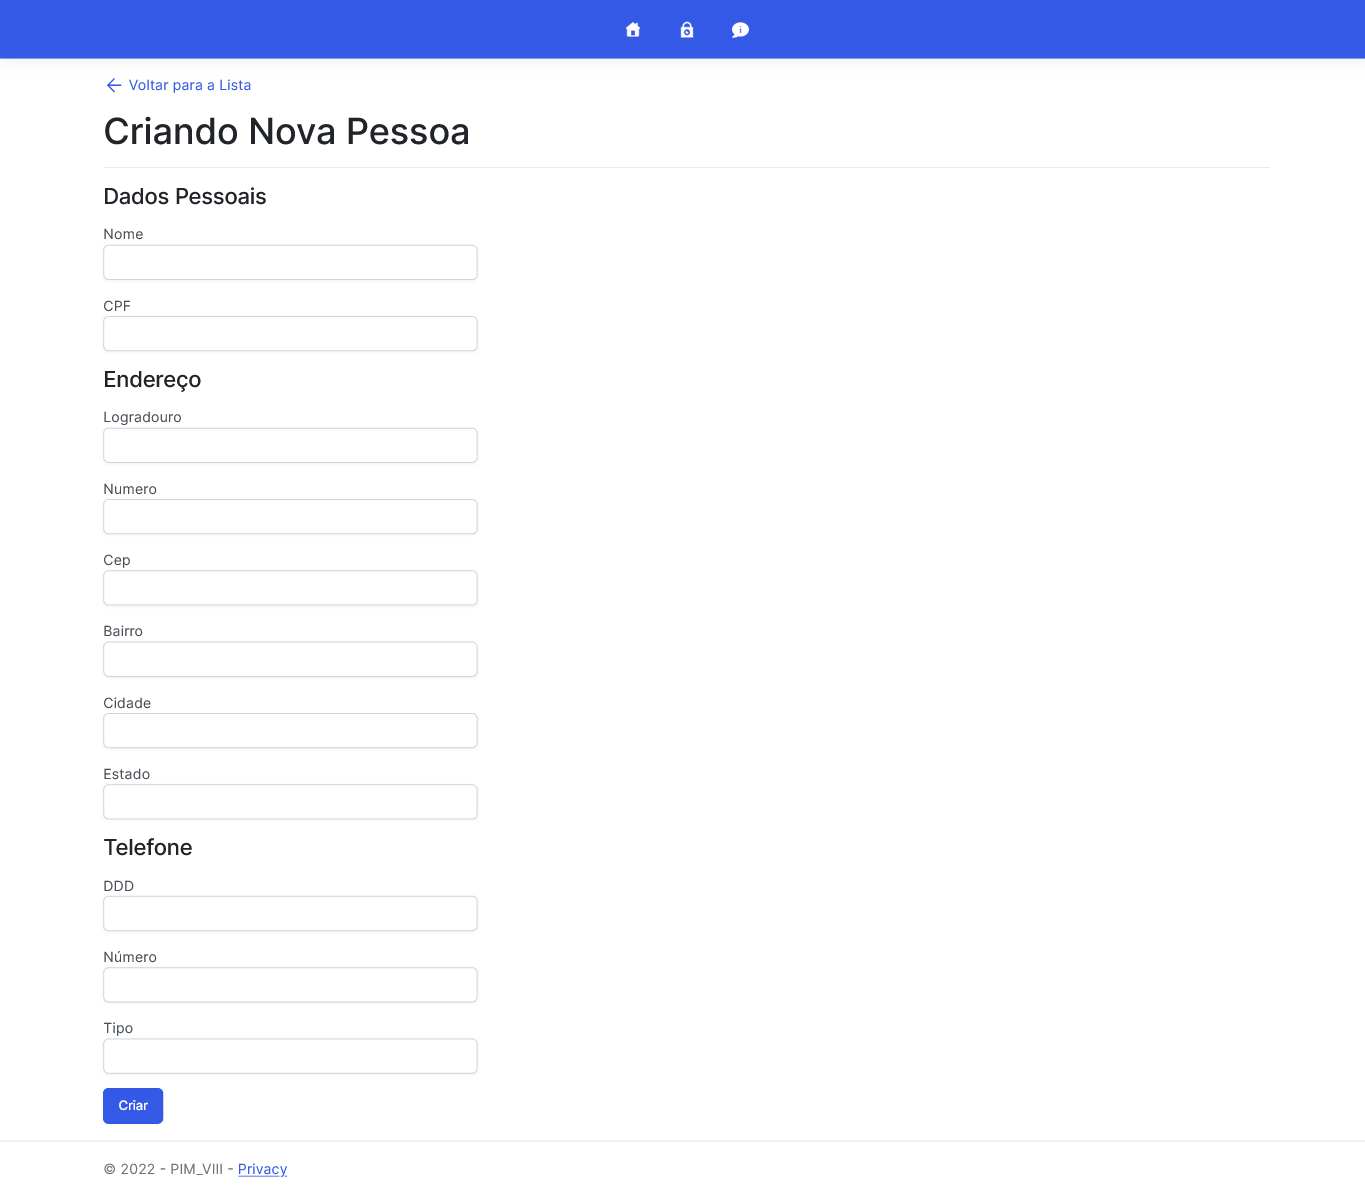 Voltar para a Lista
Criando Nova Pessoa
Dados Pessoais
Nome
CPF
Endereço
Logradouro
Numero
Cep
Bairro
Cidade
Estado
Telefone
DDD
Número
Tipo
Criar
© 2022 - PIM_VIII - Privacy